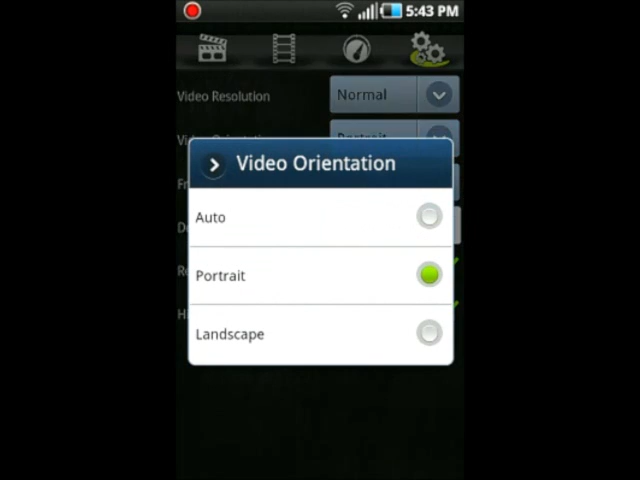 5:43 PM
Video Resolution
Normal
Portrait
Video Orientation
Auto
Portrait
Landscape